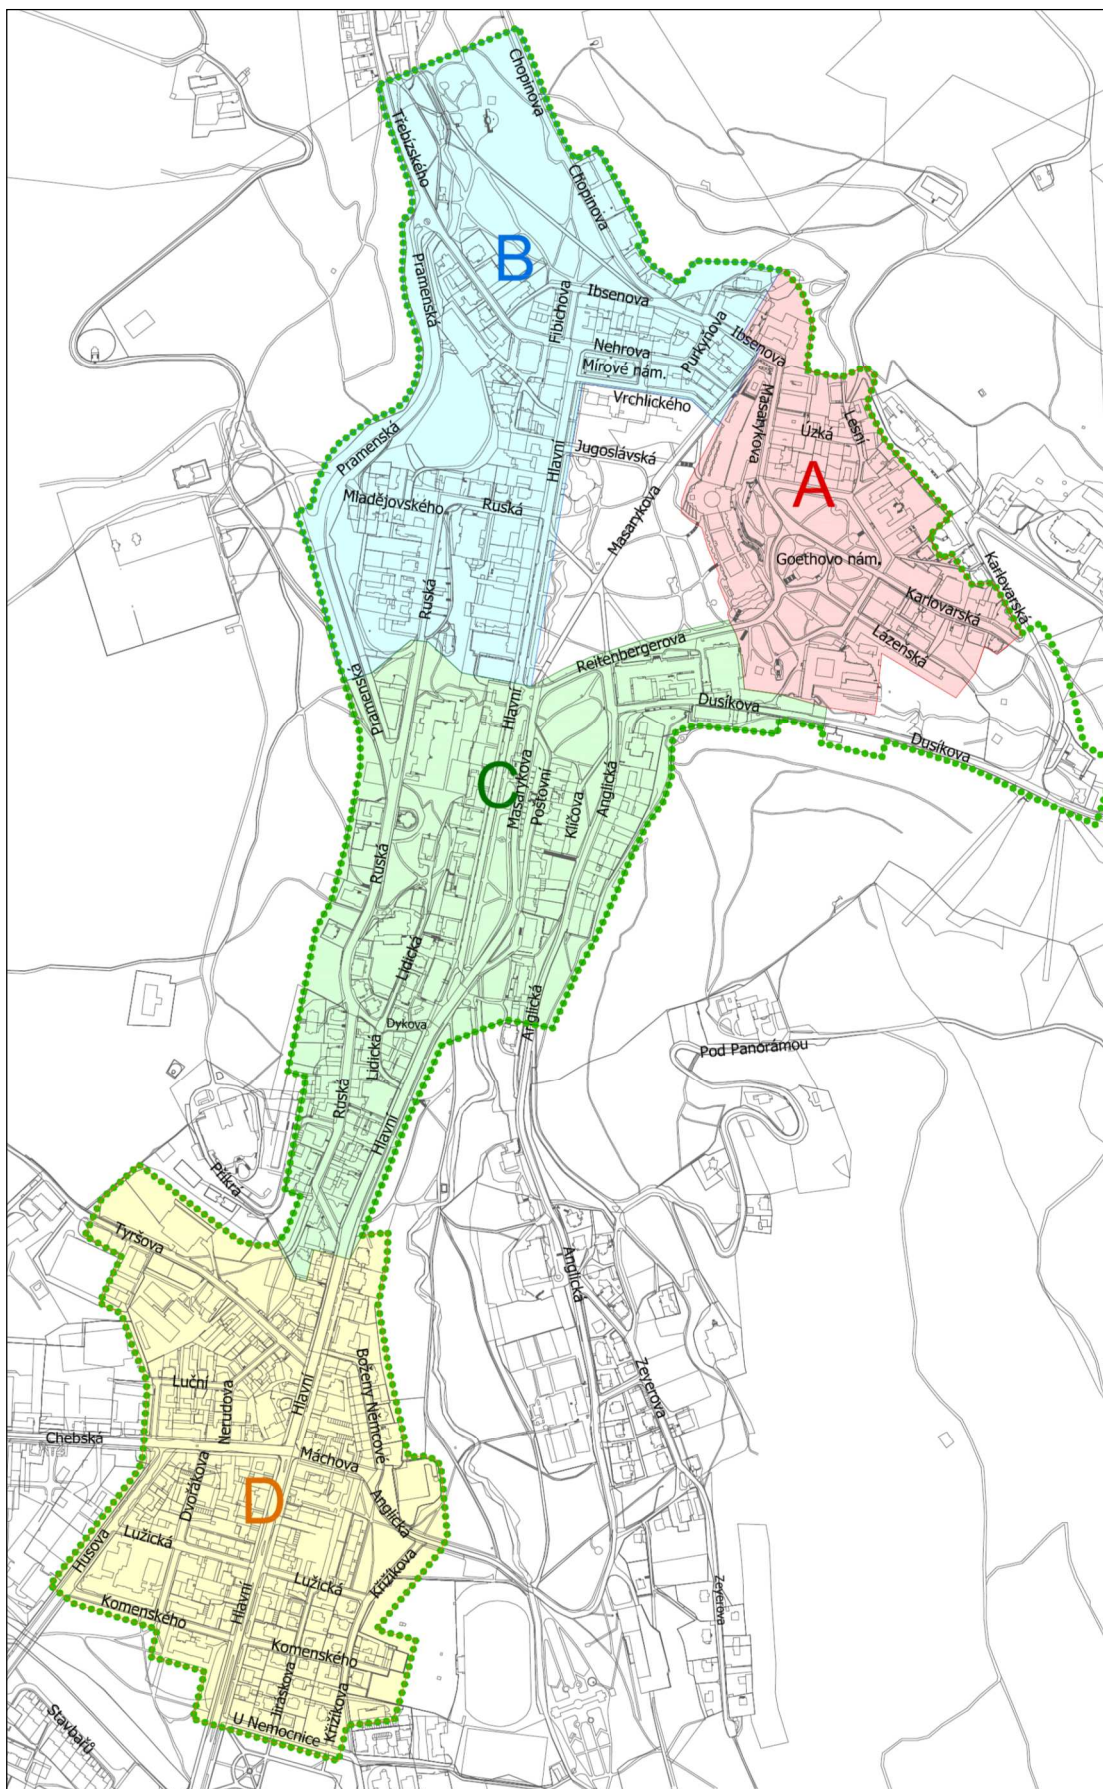 Chopinova
Třebízského
Chopinova
B
Pramenská
Ibsenova
Fibichova
Purkyňova
Nehrova
Ibsenova
Mírové nám.
Vrchlického
Masarykova
Lesní
Úzká
Pramenská
Hlavní
Jugoslávská
A
Mladějovského
Ruská
Masarykova
Goethovo nám.
Karlovarská
Ruská
Karlovarská
Lázeňská
Reitenbergerova
Pramenská
Hlavní
Dusíkova
Dusíkova
C
Masarykova
Poštovní
Klíčova
Anglická
Ruská
Lidická
Anglická
Dykova
Lidická
Pod Panorámou
Ruská
Hlavní
Příkrá
Tyršova
Anglická
Luční
Nerudova
Hlavní
Boženy Němcové
Zeyerova
Chebská
Máchova
Dvořákova
D
Anglická
Husova
Lužická
Křižíkova
Lužická
Hlavní
Zeyerova
Komenského
Komenského
Jiráskova
Křižíkova
U Nemocnice
Stavbařů